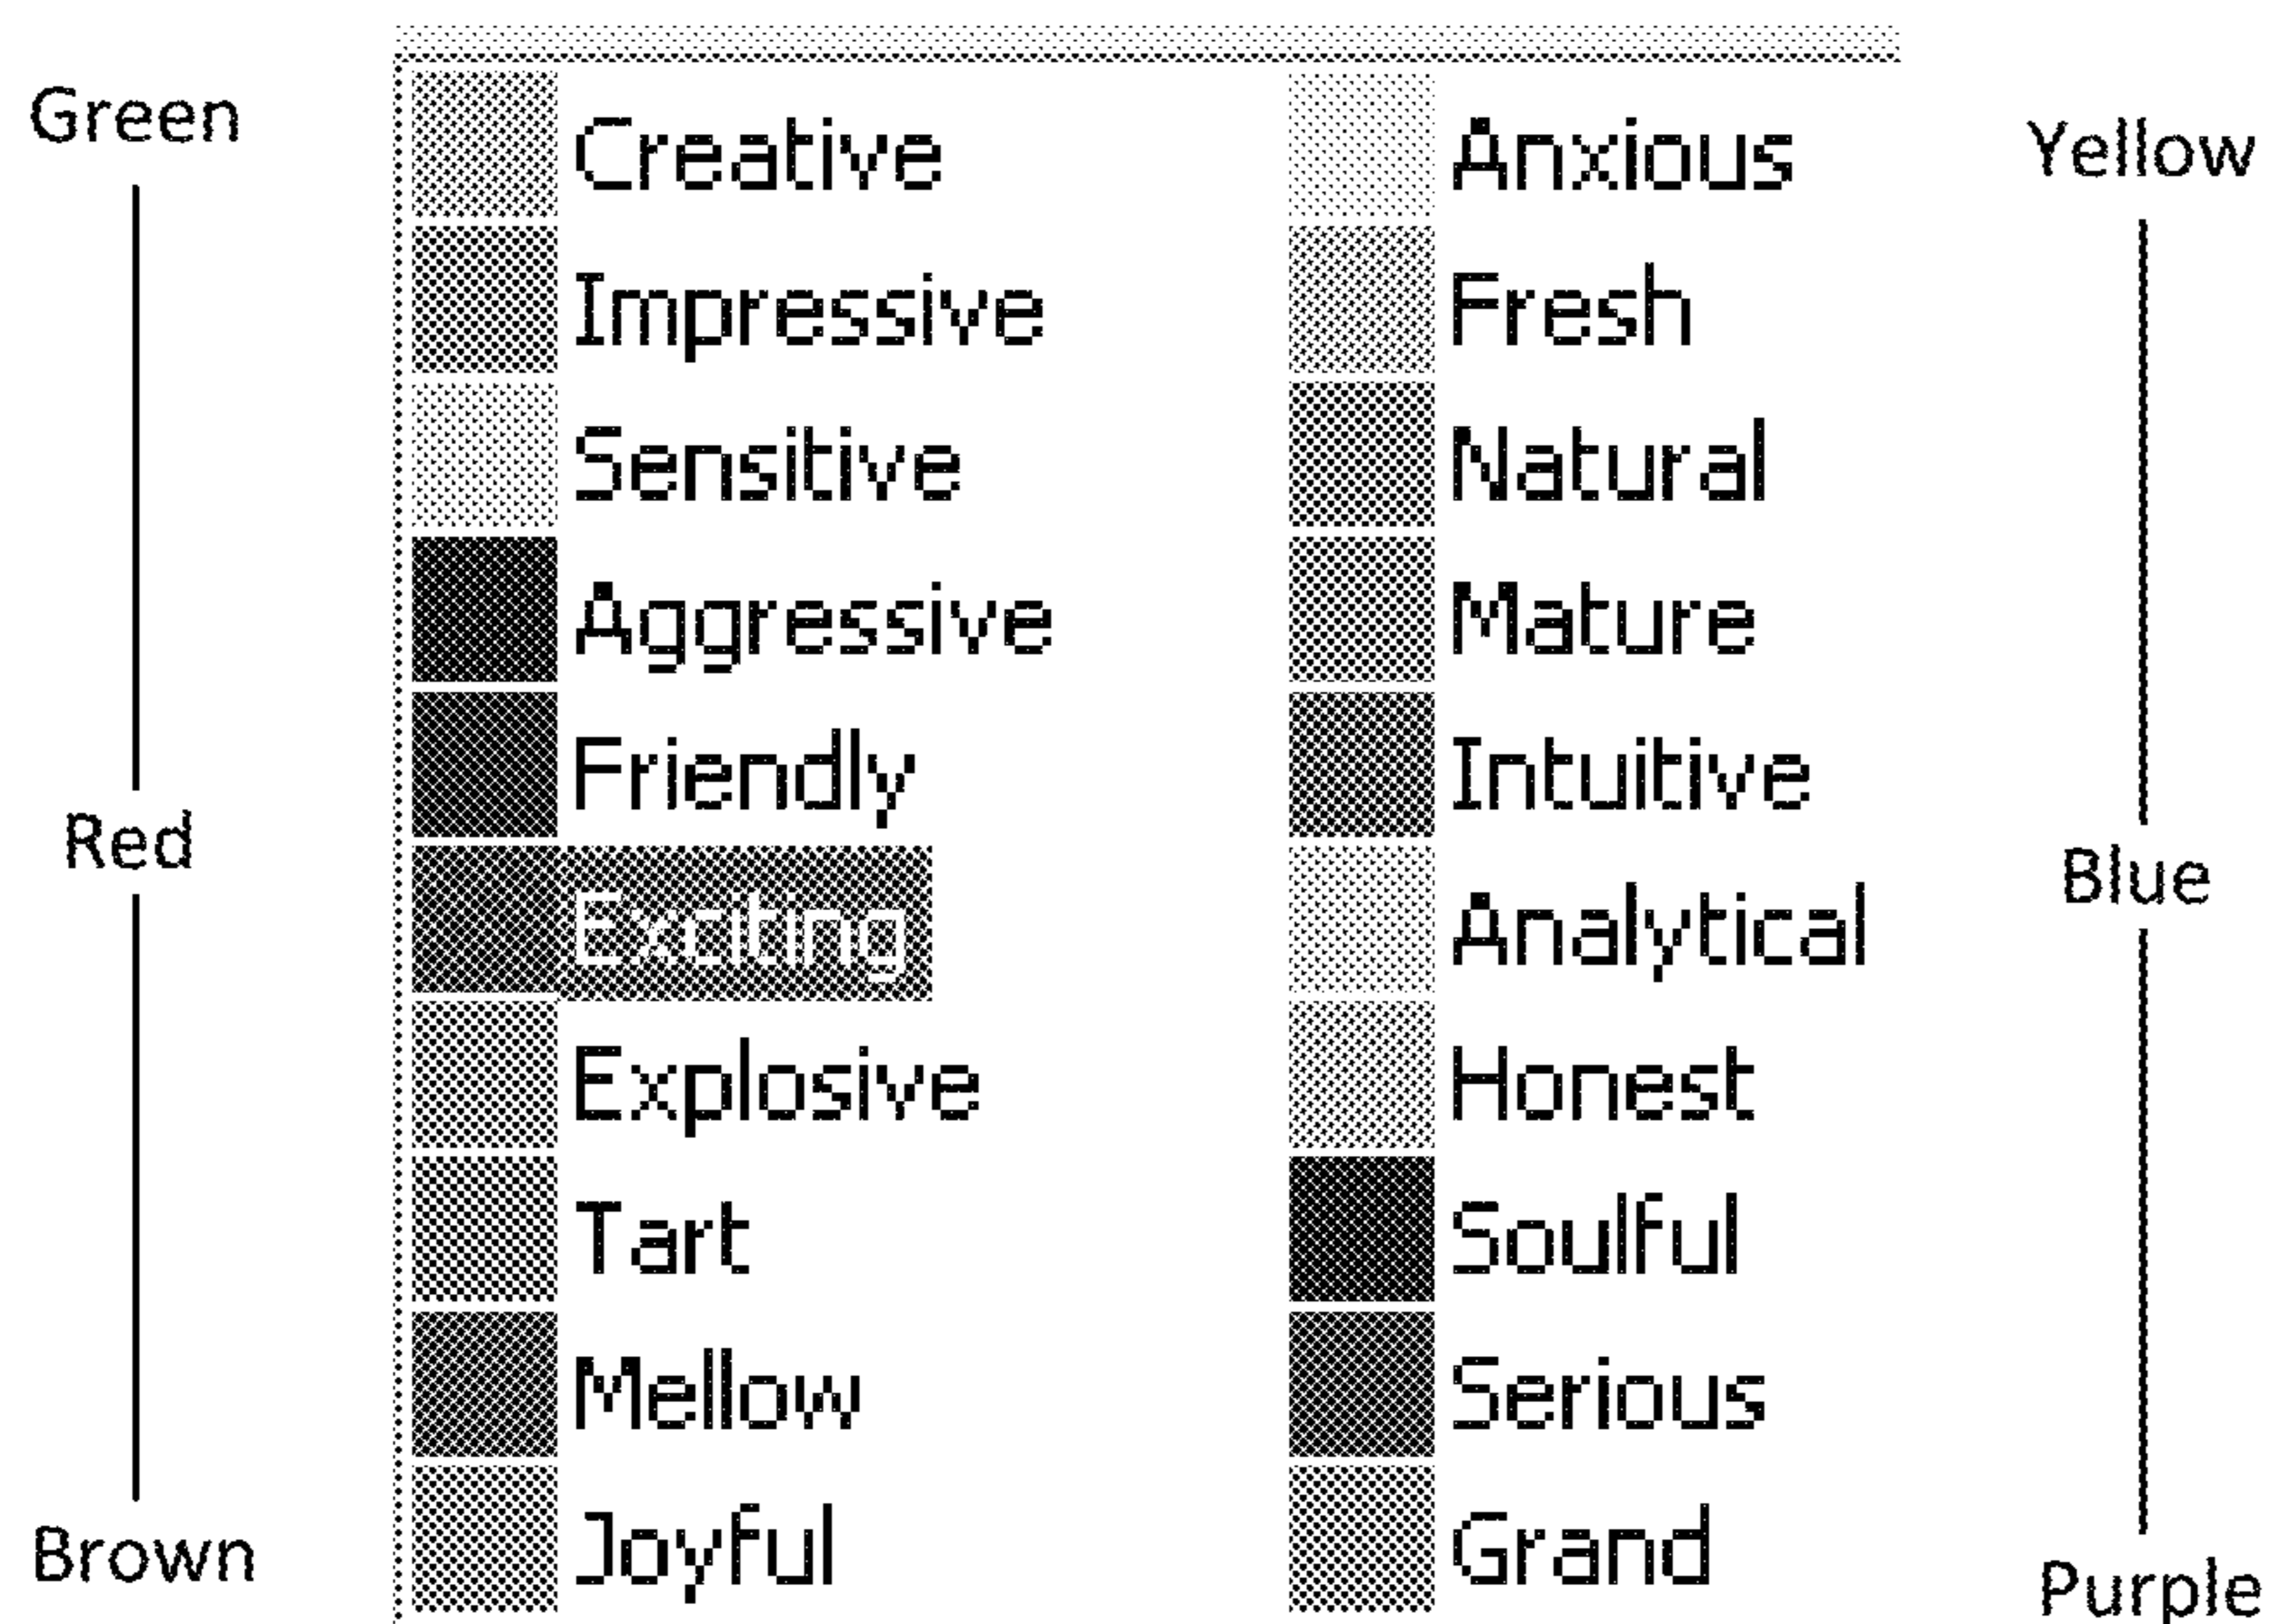 Green
Creative
Impressive
Sensitive
Aggressive
Friendly
Red
Exciting
Explosive
Tart
Mellow
Joyful
Brown
Anxious
Fresh
Natural
Mature
Intuitive
Analytical
Honest
Soulful
Serious
Grand
Yellow
Blue
Purple